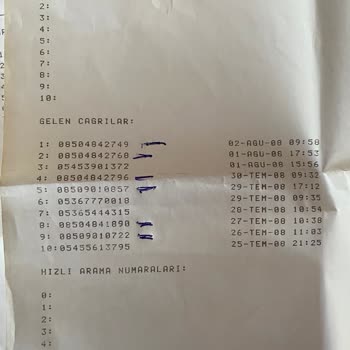 2:
3:
4:
5:
6:
7:
8:
9:
10:
GELEN CAGRILAR:
1: 08504842749 02-AGU-08 09:58
2: 08504842768 01-AGU-08 17:53
3: 05453901372 01-AGU-08 15:56
4: 08504842796 30-TEM-08 09:32
5: 08509010857 29-TEM-08 17:12
6: 05367770018 29-TEM-08 09:35
7: 05365444315 28-TEM-08 10:54
8: 08504841898 27-TEM-08 10:38
9: 08509010722 26-TEM-08 11:03
10:05455613795 25-TEM-08 21:25
HIZLI ARAMA NUMARALARI:
0:
1:
2:
3:
4: